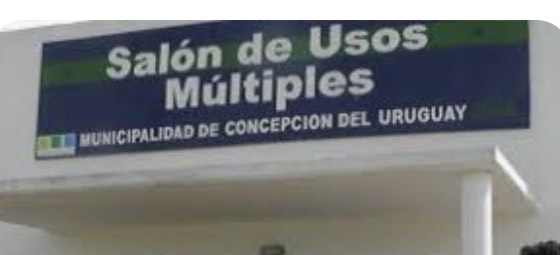 Salón de Usos
Múltiples
MUNICIPALIDAD DE CONCEPCION DEL URUGUAY